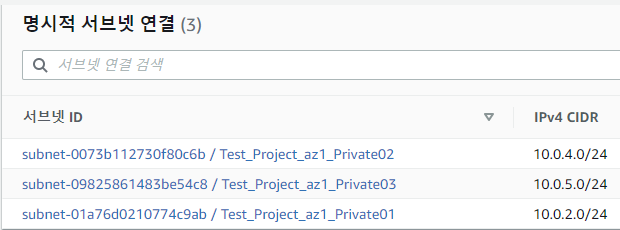 명시적 서브넷 연결 (3)
서브넷 연결 검색
서브넷 ID IPv4 CIDR
subnet-0073b112730f80c6b / Test_Project_az1_Private02 10.0.4.0/24
subnet-09825861483be54c8 / Test_Project_az1_Private03 10.0.5.0/24
subnet-01a76d0210774c9ab / Test_Project_az1_Private01 10.0.2.0/24